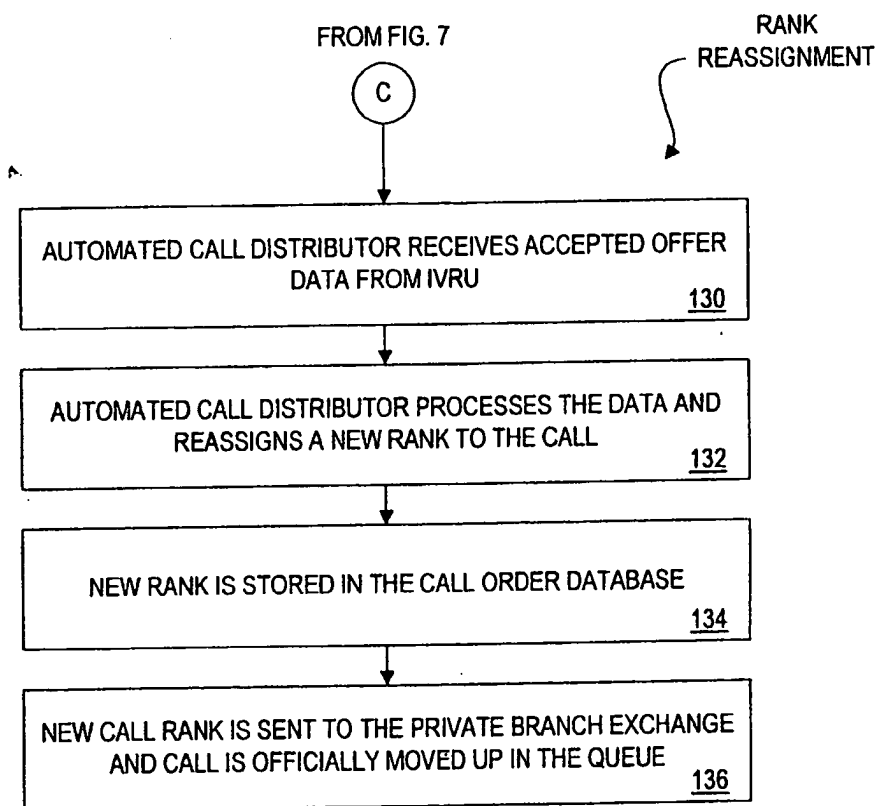 FROM FIG. 7
RANK
REASSIGNMENT
C
AUTOMATED CALL DISTRIBUTOR RECEIVES ACCEPTED OFFER
DATA FROM IVRU
130
AUTOMATED CALL DISTRIBUTOR PROCESSES THE DATA AND
REASSIGNS A NEW RANK TO THE CALL
132
NEW RANK IS STORED IN THE CALL ORDER DATABASE
134
NEW CALL RANK IS SENT TO THE PRIVATE BRANCH EXCHANGE
AND CALL IS OFFICIALLY MOVED UP IN THE QUEUE
136